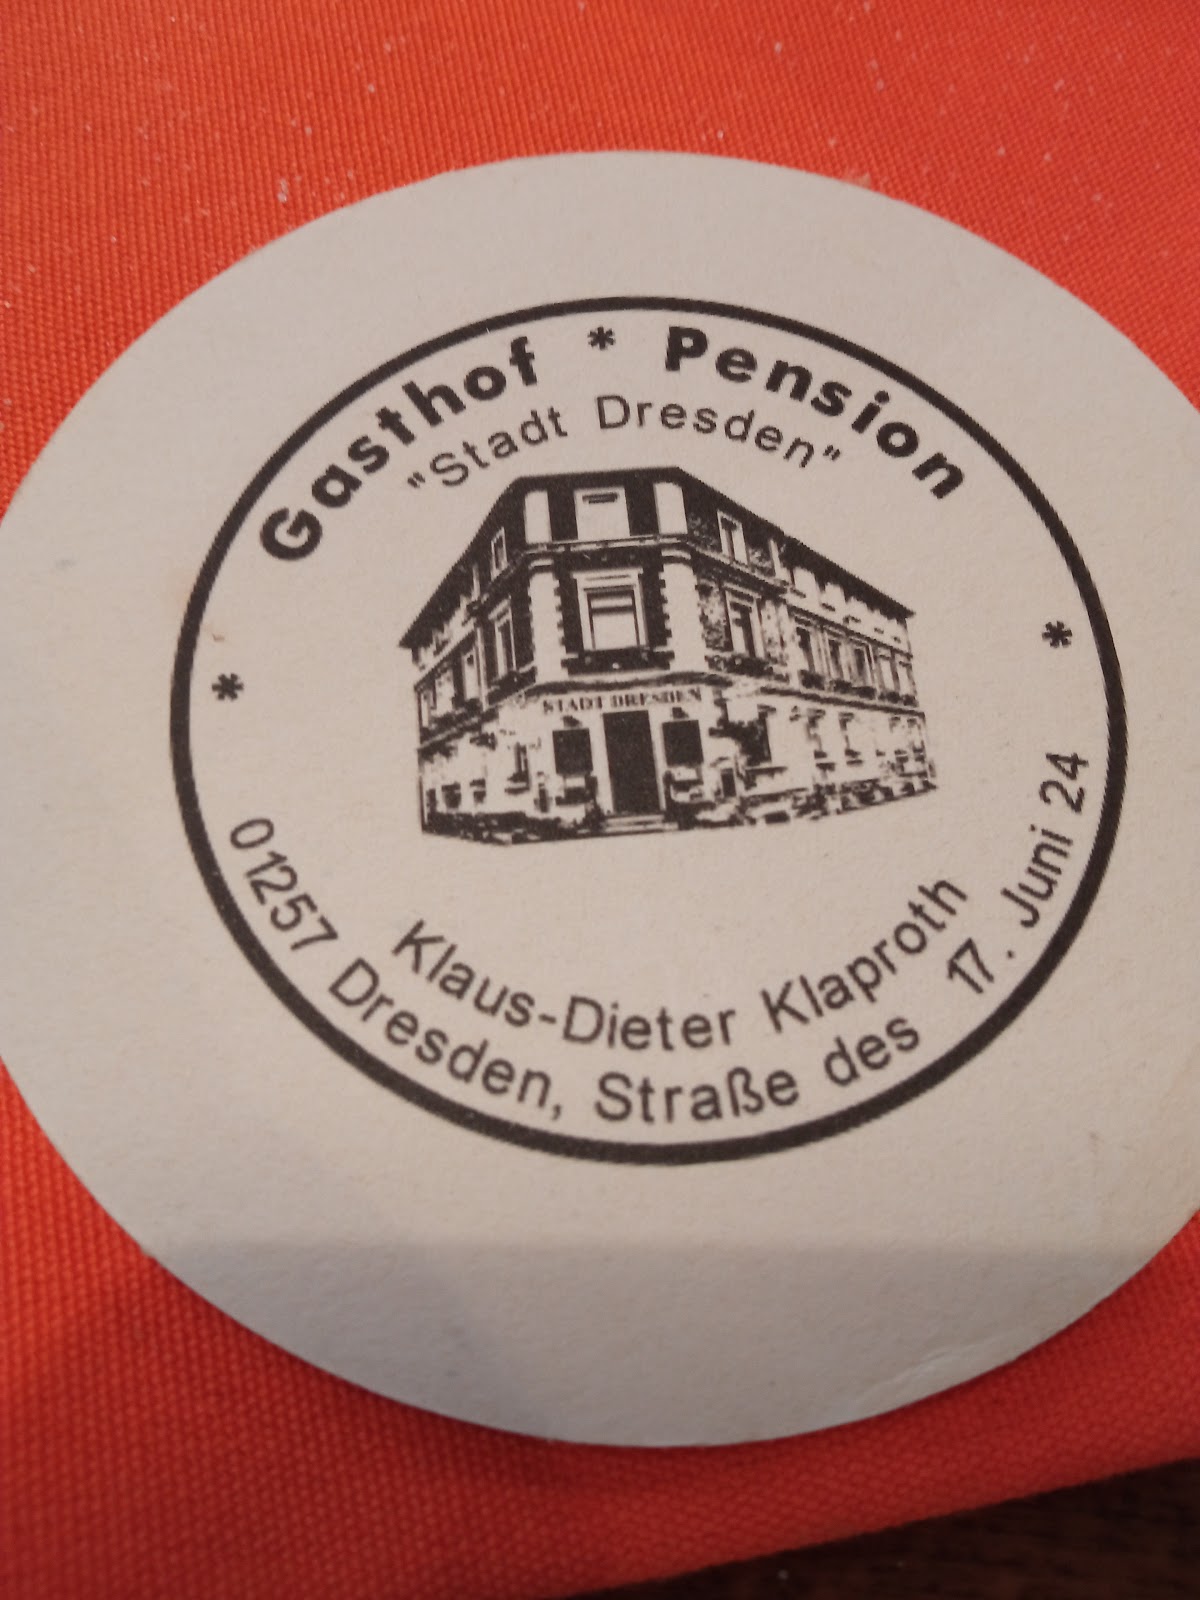 Gasthof * Pension
"Stadt Dresden"
STADT DRESDEN
* *
Klaus-Dieter Klaproth
01257 Dresden, Straße des 17. Juni 24